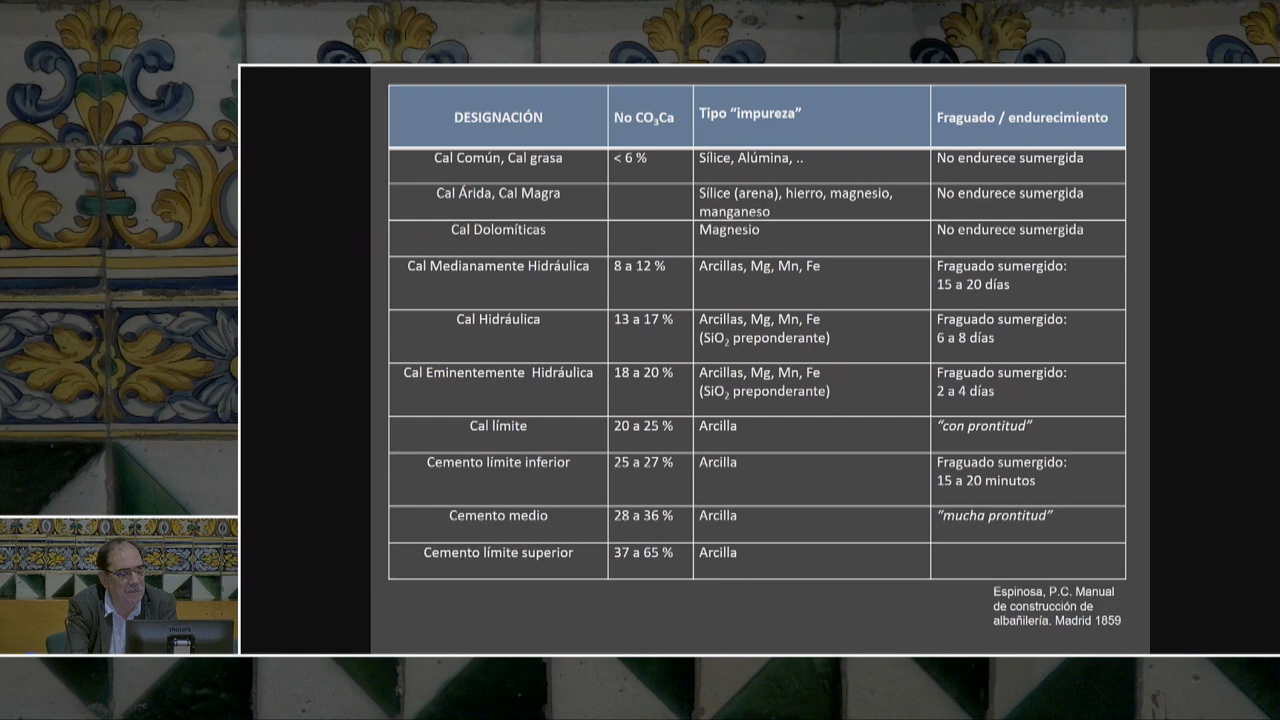 DESIGNACIÓN No CO₃Ca Tipo “impureza” Fraguado / endurecimiento
Cal Común, Cal grasa < 6 % Sílice, Alúmina, .. No endurece sumergida
Cal Árida, Cal Magra Sílice (arena), hierro, magnesio, No endurece sumergida
manganeso
Cal Dolomíticas Magnesio No endurece sumergida
Cal Medianamente Hidráulica 8 a 12 % Arcillas, Mg, Mn, Fe Fraguado sumergido:
15 a 20 días
Cal Hidráulica 13 a 17 % Arcillas, Mg, Mn, Fe Fraguado sumergido:
(SiO₂ preponderante) 6 a 8 días
Cal Eminentemente Hidráulica 18 a 20 % Arcillas, Mg, Mn, Fe Fraguado sumergido:
(SiO₂ preponderante) 2 a 4 días
Cal límite 20 a 25 % Arcilla “con prontitud”
Cemento límite inferior 25 a 27 % Arcilla Fraguado sumergido:
15 a 20 minutos
Cemento medio 28 a 36 % Arcilla “mucha prontitud”
Cemento límite superior 37 a 65 % Arcilla
Espinosa, P.C. Manual
de construcción de
albañilería. Madrid 1859
PHILIPS